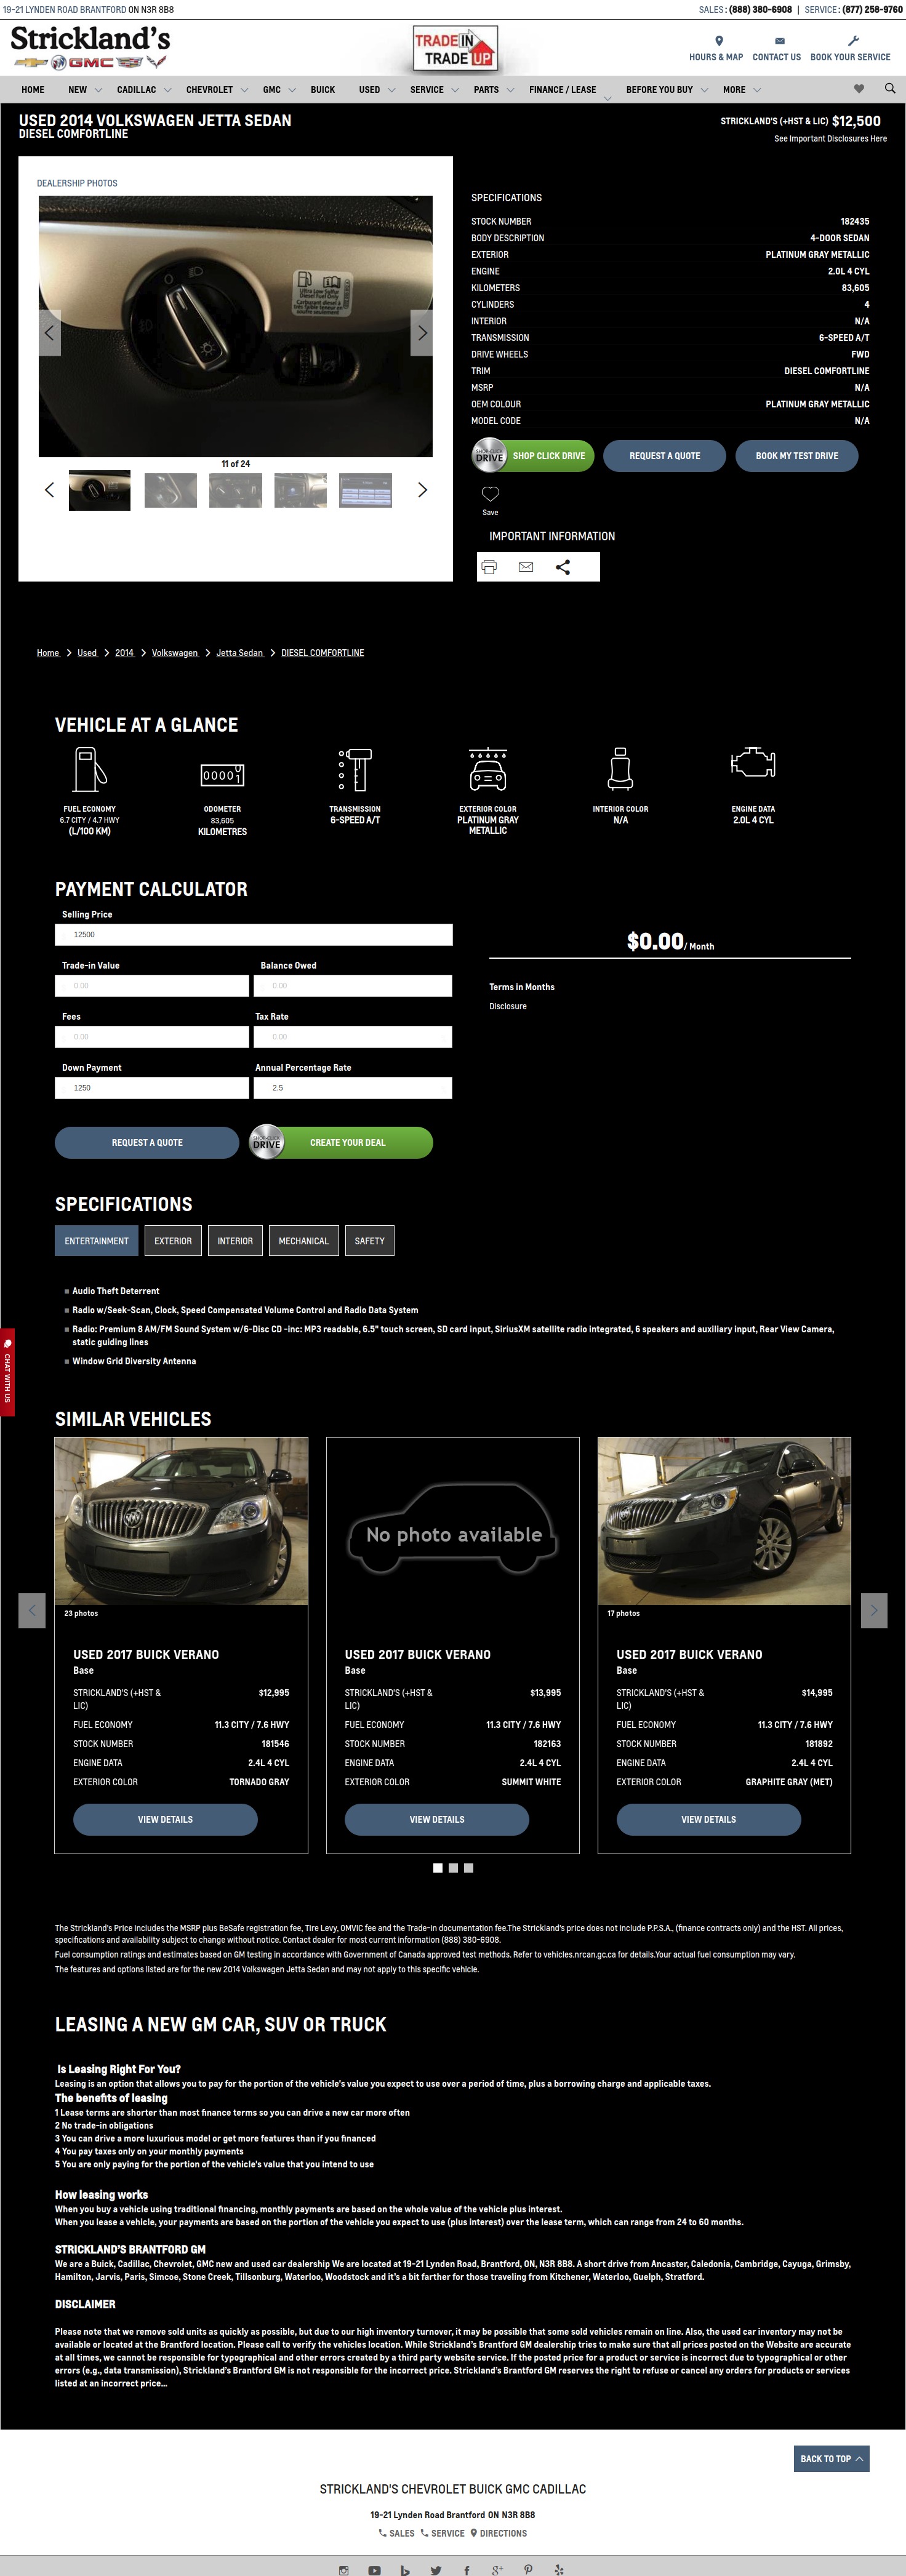 19-21 LYNDEN ROAD BRANTFORD ON N3R 8B8
SALES: (888) 380-6908 | SERVICE: (877) 258-9760
Strickland's
GMC
TRADE IN
TRADE UP
HOURS & MAP CONTACT US BOOK YOUR SERVICE
HOME NEW CADILLAC CHEVROLET GMC BUICK USED SERVICE PARTS FINANCE / LEASE BEFORE YOU BUY MORE
USED 2014 VOLKSWAGEN JETTA SEDAN
DIESEL COMFORTLINE
STRICKLAND'S (+HST & LIC) $12,500
See Important Disclosures Here
DEALERSHIP PHOTOS
Ultra Low Sulfur
Diesel Fuel Only
11 of 24
SPECIFICATIONS
STOCK NUMBER 182435
BODY DESCRIPTION 4-DOOR SEDAN
EXTERIOR PLATINUM GRAY METALLIC
ENGINE 2.0L 4 CYL
KILOMETERS 83,605
CYLINDERS 4
INTERIOR N/A
TRANSMISSION 6-SPEED A/T
DRIVE WHEELS FWD
TRIM DIESEL COMFORTLINE
MSRP N/A
OEM COLOUR PLATINUM GRAY METALLIC
MODEL CODE N/A
SHOP·CLICK DRIVE SHOP CLICK DRIVE REQUEST A QUOTE BOOK MY TEST DRIVE
Save
IMPORTANT INFORMATION
Home Used 2014 Volkswagen Jetta Sedan DIESEL COMFORTLINE
VEHICLE AT A GLANCE
00001
FUEL ECONOMY
6.7 CITY / 4.7 HWY
(L/100 KM)
ODOMETER
83,605
KILOMETRES
TRANSMISSION
6-SPEED A/T
EXTERIOR COLOR
PLATINUM GRAY
METALLIC
INTERIOR COLOR
N/A
ENGINE DATA
2.0L 4 CYL
PAYMENT CALCULATOR
Selling Price
12500
Trade-in Value Balance Owed
0.00 0.00
Fees Tax Rate
0.00 0.00
Down Payment Annual Percentage Rate
1250 2.5
$0.00/ Month
Terms in Months
Disclosure
REQUEST A QUOTE SHOP·CLICK DRIVE CREATE YOUR DEAL
SPECIFICATIONS
ENTERTAINMENT EXTERIOR INTERIOR MECHANICAL SAFETY
Audio Theft Deterrent
Radio w/Seek-Scan, Clock, Speed Compensated Volume Control and Radio Data System
Radio: Premium 8 AM/FM Sound System w/6-Disc CD -inc: MP3 readable, 6.5" touch screen, SD card input, SiriusXM satellite radio integrated, 6 speakers and auxiliary input, Rear View Camera,
static guiding lines
Window Grid Diversity Antenna
CHAT WITH US
SIMILAR VEHICLES
No photo available
23 photos
17 photos
USED 2017 BUICK VERANO
Base
STRICKLAND'S (+HST & $12,995
LIC)
FUEL ECONOMY 11.3 CITY / 7.6 HWY
STOCK NUMBER 181546
ENGINE DATA 2.4L 4 CYL
EXTERIOR COLOR TORNADO GRAY
VIEW DETAILS
USED 2017 BUICK VERANO
Base
STRICKLAND'S (+HST & $13,995
LIC)
FUEL ECONOMY 11.3 CITY / 7.6 HWY
STOCK NUMBER 182163
ENGINE DATA 2.4L 4 CYL
EXTERIOR COLOR SUMMIT WHITE
VIEW DETAILS
USED 2017 BUICK VERANO
Base
STRICKLAND'S (+HST & $14,995
LIC)
FUEL ECONOMY 11.3 CITY / 7.6 HWY
STOCK NUMBER 181892
ENGINE DATA 2.4L 4 CYL
EXTERIOR COLOR GRAPHITE GRAY (MET)
VIEW DETAILS
The Strickland's Price includes the MSRP plus BeSafe registration fee, Tire Levy, OMVIC fee and the Trade-in documentation fee.The Strickland's price does not include P.P.S.A., (finance contracts only) and the HST. All prices,
specifications and availability subject to change without notice. Contact dealer for most current information (888) 380-6908.
Fuel consumption ratings and estimates based on GM testing in accordance with Government of Canada approved test methods. Refer to vehicles.nrcan.gc.ca for details.Your actual fuel consumption may vary.
The features and options listed are for the new 2014 Volkswagen Jetta Sedan and may not apply to this specific vehicle.
LEASING A NEW GM CAR, SUV OR TRUCK
Is Leasing Right For You?
Leasing is an option that allows you to pay for the portion of the vehicle's value you expect to use over a period of time, plus a borrowing charge and applicable taxes.
The benefits of leasing
1 Lease terms are shorter than most finance terms so you can drive a new car more often
2 No trade-in obligations
3 You can drive a more luxurious model or get more features than if you financed
4 You pay taxes only on your monthly payments
5 You are only paying for the portion of the vehicle's value that you intend to use
How leasing works
When you buy a vehicle using traditional financing, monthly payments are based on the whole value of the vehicle plus interest.
When you lease a vehicle, your payments are based on the portion of the vehicle you expect to use (plus interest) over the lease term, which can range from 24 to 60 months.
STRICKLAND'S BRANTFORD GM
We are a Buick, Cadillac, Chevrolet, GMC new and used car dealership We are located at 19-21 Lynden Road, Brantford, ON, N3R 8B8. A short drive from Ancaster, Caledonia, Cambridge, Cayuga, Grimsby,
Hamilton, Jarvis, Paris, Simcoe, Stone Creek, Tillsonburg, Waterloo, Woodstock and it's a bit farther for those traveling from Kitchener, Waterloo, Guelph, Stratford.
DISCLAIMER
Please note that we remove sold units as quickly as possible, but due to our high inventory turnover, it may be possible that some sold vehicles remain on line. Also, the used car inventory may not be
available or located at the Brantford location. Please call to verify the vehicles location. While Strickland's Brantford GM dealership tries to make sure that all prices posted on the Website are accurate
at all times, we cannot be responsible for typographical and other errors created by a third party website service. If the posted price for a product or service is incorrect due to typographical or other
errors (e.g., data transmission), Strickland's Brantford GM is not responsible for the incorrect price. Strickland's Brantford GM reserves the right to refuse or cancel any orders for products or services
listed at an incorrect price...
BACK TO TOP
STRICKLAND'S CHEVROLET BUICK GMC CADILLAC
19-21 Lynden Road Brantford ON N3R 8B8
SALES SERVICE DIRECTIONS